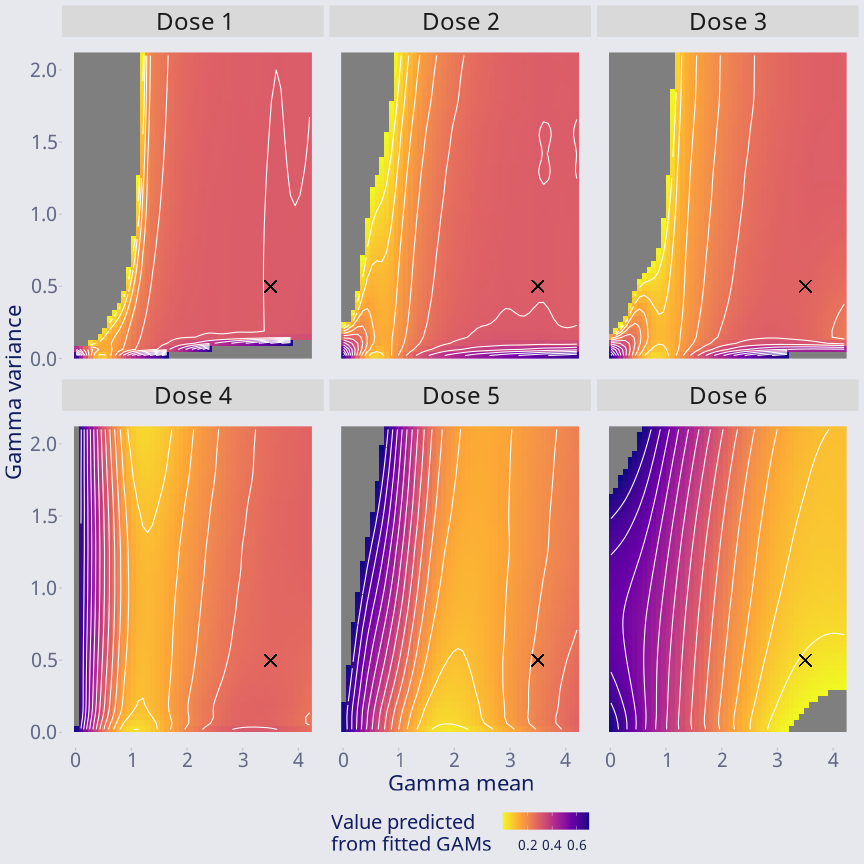 Dose 1 Dose 2 Dose 3
2.0
1.5
1.0
0.5
0.0
Gamma variance
Dose 4 Dose 5 Dose 6
2.0
1.5
1.0
0.5
0.0
0 1 2 3 4 0 1 2 3 4 0 1 2 3 4
Gamma mean
Value predicted
from fitted GAMs
0.2 0.4 0.6